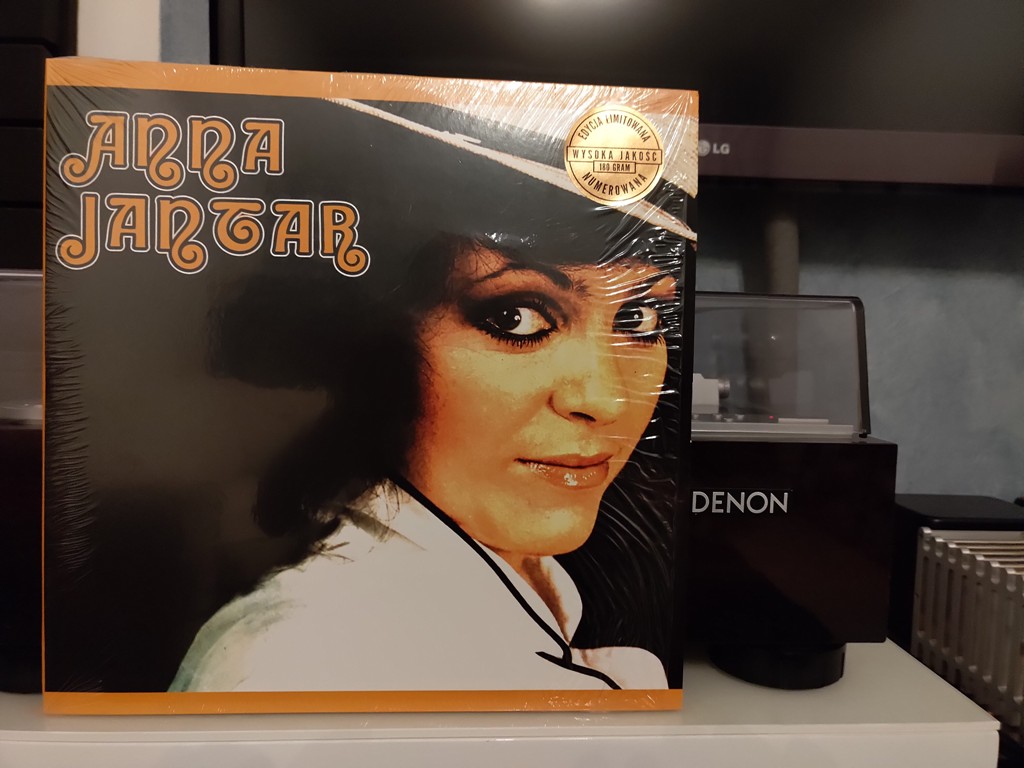 ANNA
JANTAR
EDYCJA LIMITOWANA
WYSOKA JAKOŚĆ
180 GRAM
NUMEROWANA
LG
DENON